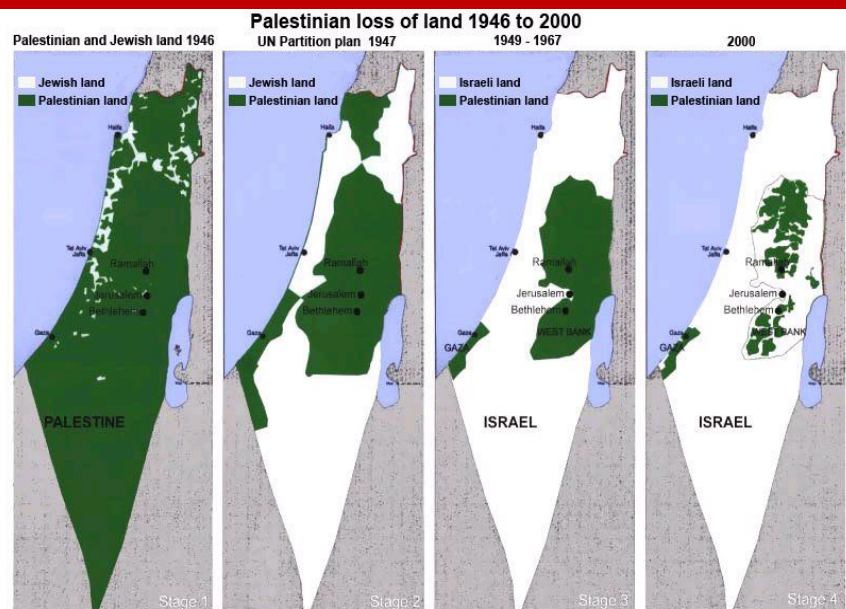 Palestinian loss of land 1946 to 2000
Palestinian and Jewish land 1946
Jewish land
Palestinian land
Haifa
Tel Aviv
Jaffa
Ramallah
Jerusalem
Bethlehem
Gaza
PALESTINE
Stage 1
UN Partition plan 1947
Jewish land
Palestinian land
Haifa
Tel Aviv
Jaffa
Ramallah
Jerusalem
Bethlehem
Gaza
Stage 2
1949 - 1967
Israeli land
Palestinian land
Haifa
Tel Aviv
Jaffa
Ramallah
Jerusalem
Bethlehem
WEST BANK
Gaza
GAZA
ISRAEL
Stage 3
2000
Israeli land
Palestinian land
Haifa
Tel Aviv
Jaffa
Ramallah
Jerusalem
Bethlehem
WEST BANK
Gaza
GAZA
ISRAEL
Stage 4